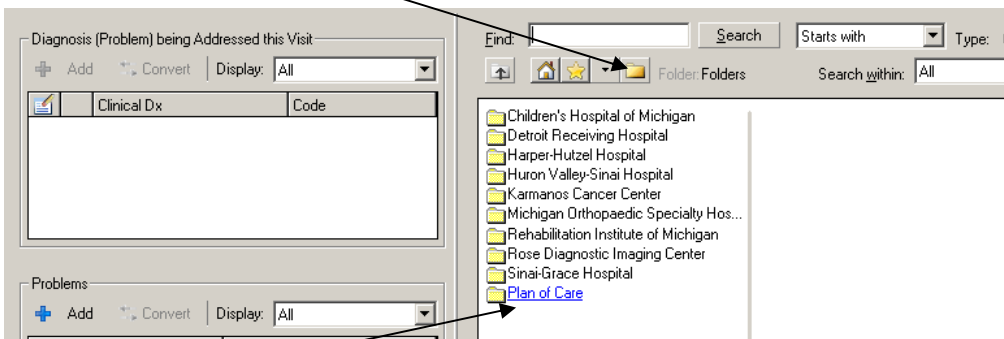 Diagnosis (Problem) being Addressed this Visit
Add Convert Display: All
Clinical Dx Code
Problems
Add Convert Display: All
Find: Search Starts with Type:
Folder: Folders Search within: All
Children's Hospital of Michigan
Detroit Receiving Hospital
Harper-Hutzel Hospital
Huron Valley-Sinai Hospital
Karmanos Cancer Center
Michigan Orthopaedic Specialty Hos...
Rehabilitation Institute of Michigan
Rose Diagnostic Imaging Center
Sinai-Grace Hospital
Plan of Care